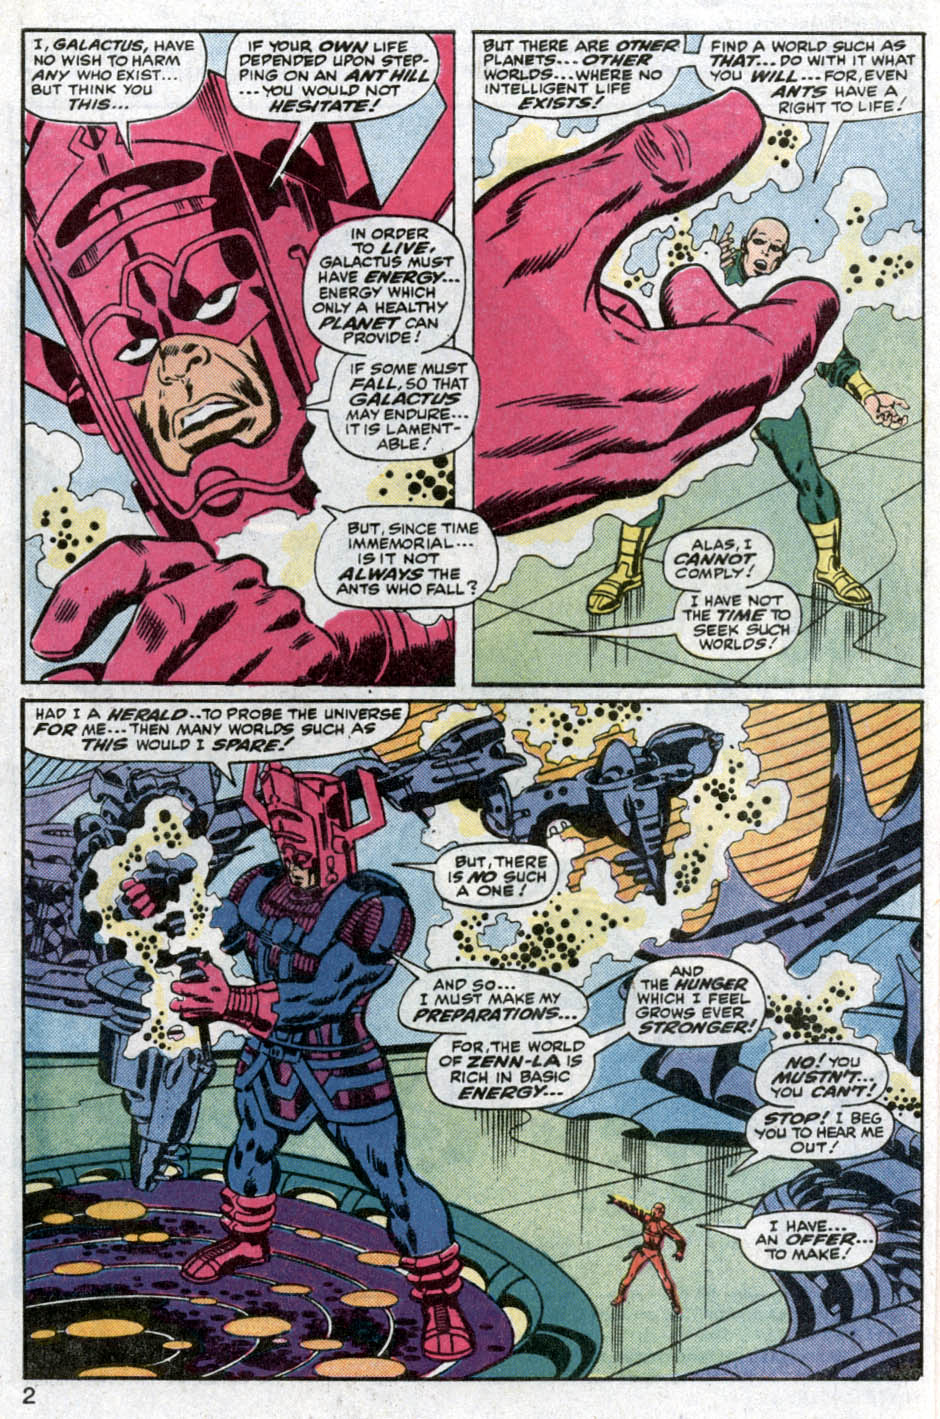 I, GALACTUS, HAVE
NO WISH TO HARM
ANY WHO EXIST...
BUT THINK YOU
THIS...
IF YOUR OWN LIFE
DEPENDED UPON STEP-
PING ON AN ANT HILL
...YOU WOULD NOT
HESITATE!
IN ORDER
TO LIVE,
GALACTUS MUST
HAVE ENERGY...
ENERGY WHICH
ONLY A HEALTHY
PLANET CAN
PROVIDE!
IF SOME MUST
FALL, SO THAT
GALACTUS
MAY ENDURE...
IT IS LAMENT-
ABLE!
BUT, SINCE TIME
IMMEMORIAL...
IS IT NOT
ALWAYS THE
ANTS WHO FALL?
BUT THERE ARE OTHER
PLANETS... OTHER
WORLDS...WHERE NO
INTELLIGENT LIFE
EXISTS!
FIND A WORLD SUCH AS
THAT...DO WITH IT WHAT
YOU WILL...FOR, EVEN
ANTS HAVE A
RIGHT TO LIFE!
ALAS, I
CANNOT
COMPLY!
I HAVE NOT
THE TIME TO
SEEK SUCH
WORLDS!
HAD I A HERALD..TO PROBE THE UNIVERSE
FOR ME...THEN MANY WORLDS SUCH AS
THIS WOULD I SPARE!
BUT, THERE
IS NO SUCH
A ONE!
AND SO...
I MUST MAKE MY
PREPARATIONS...
FOR, THE WORLD
OF ZENN-LA IS
RICH IN BASIC
ENERGY...
AND
THE HUNGER
WHICH I FEEL
GROWS EVER
STRONGER!
NO! YOU
MUSTN'T...
YOU CAN'T!
STOP! I BEG
YOU TO HEAR ME
OUT!
I HAVE...
AN OFFER...
TO MAKE!
2